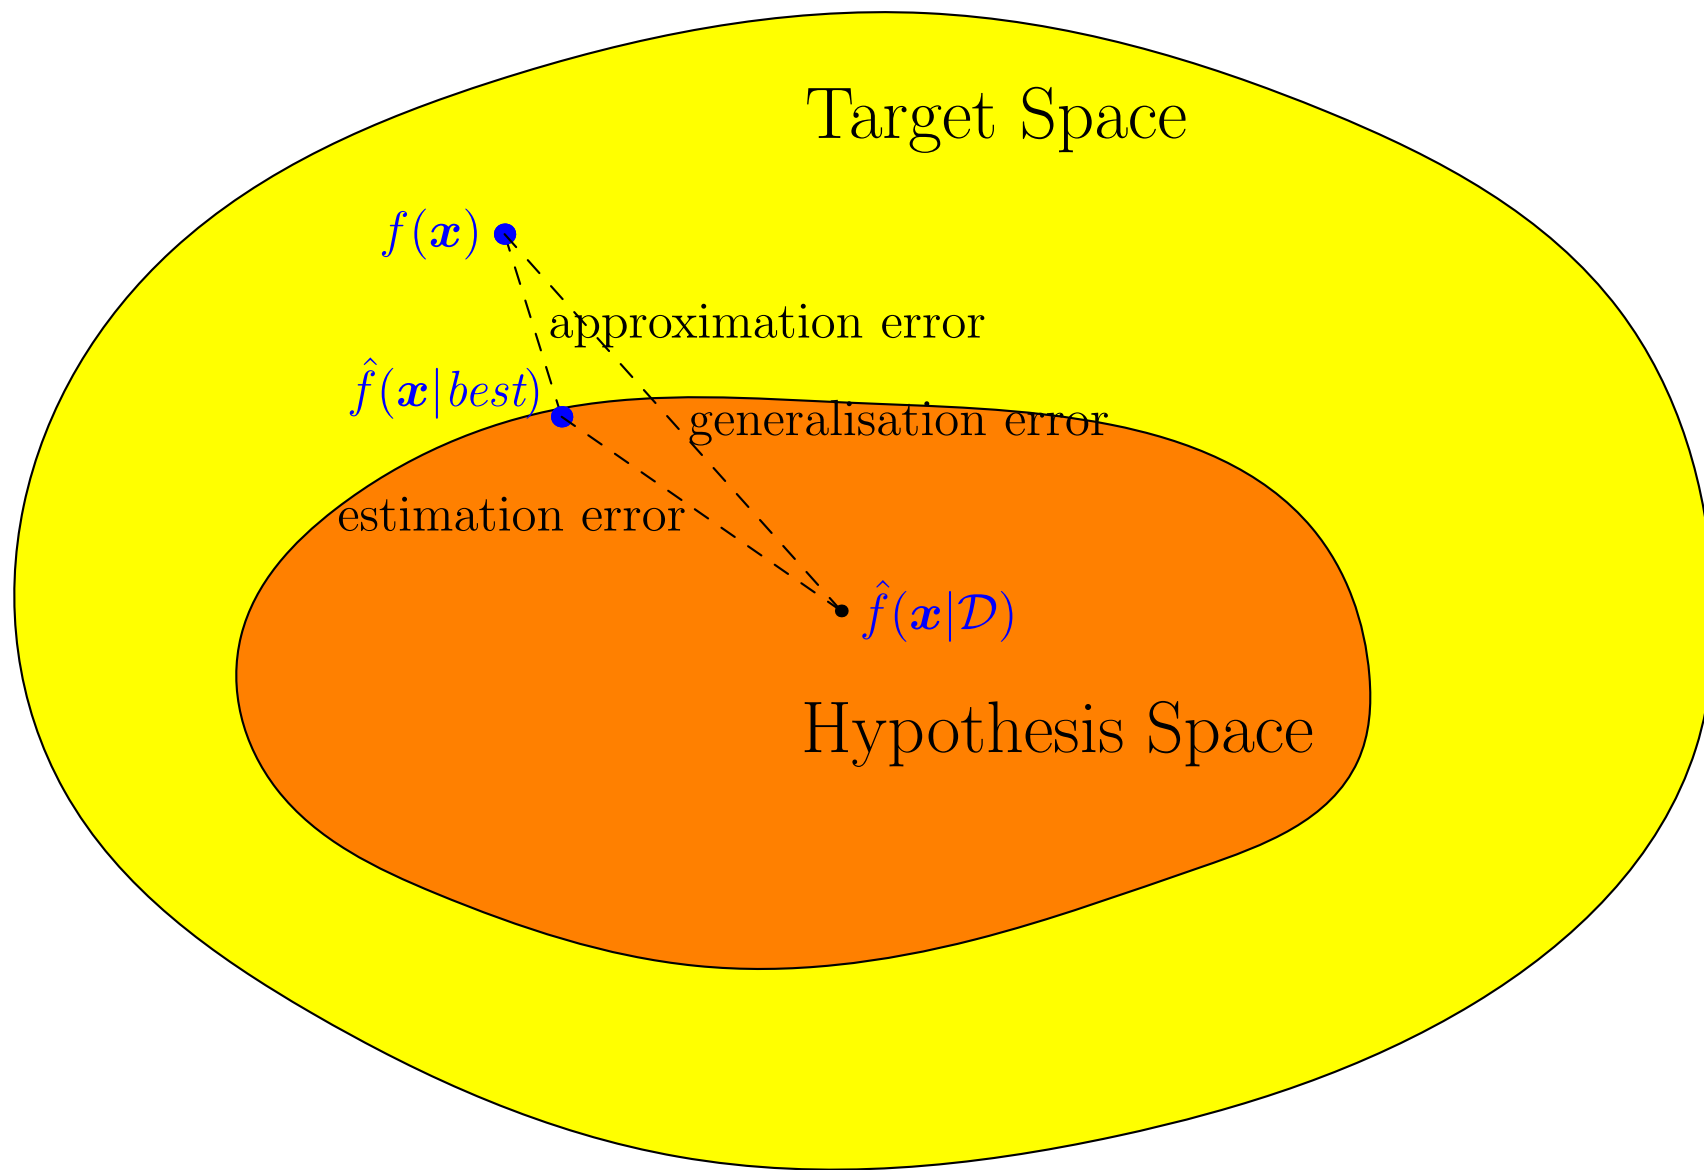 Target Space
f(x)
approximation error
f̂(x|best)
generalisation error
estimation error
f̂(x|𝒟)
Hypothesis Space